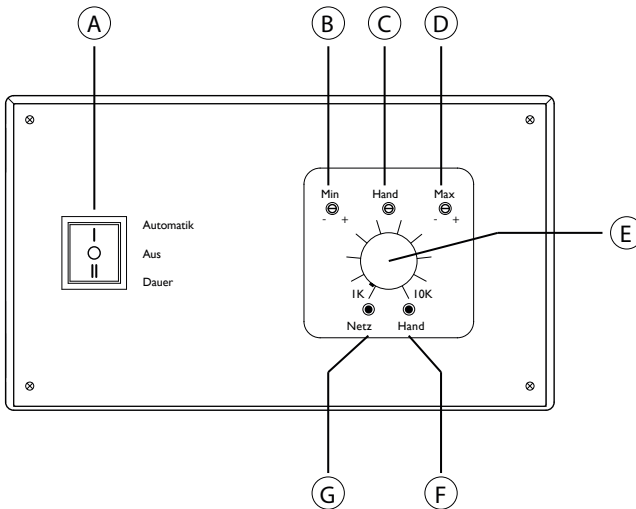 A
B
C
D
Min
Hand
Max
- +
- +
I
II
Automatik
Aus
Dauer
E
1K
10K
Netz
Hand
G
F